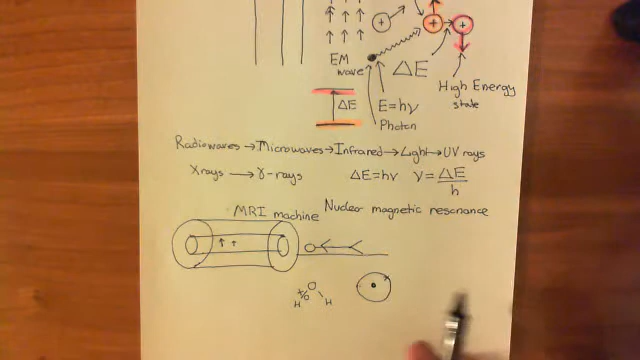 EM
wave
ΔE
High Energy
state
ΔE
E=hν
Photon
Radiowaves → Microwaves → Infrared → Light → UV rays
Xrays → γ-rays ΔE=hν ν = ΔE/h
MRI machine Nuclear magnetic resonance
H H